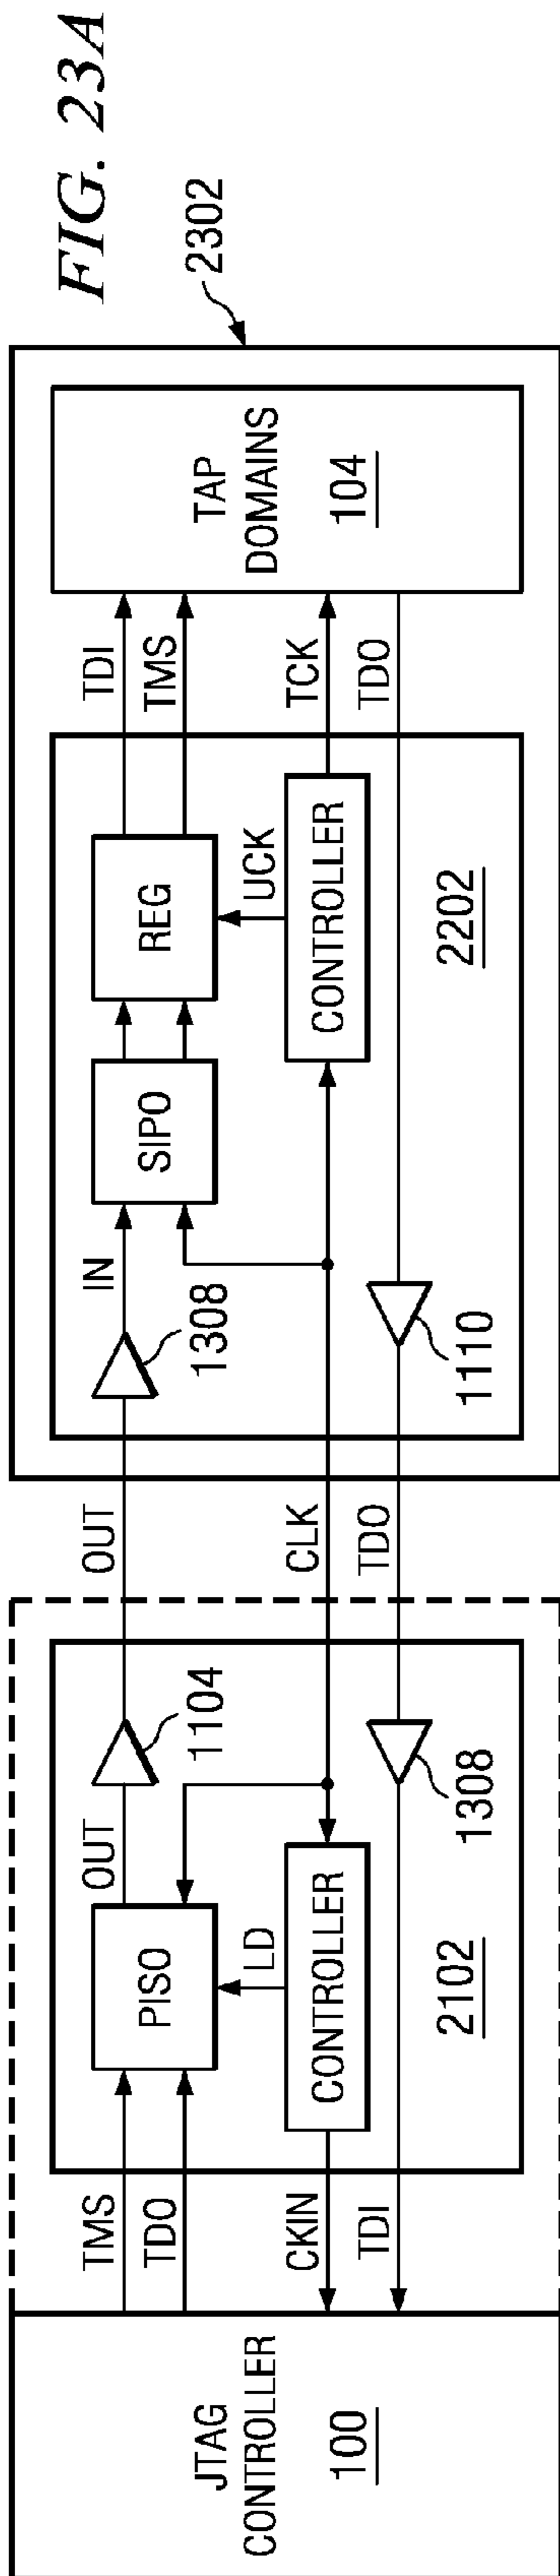 FIG. 23A
2302
JTAG
CONTROLLER
100
TMS
TDO
CKIN
TDI
PISO
LD
CONTROLLER
2102
OUT
1104
1308
OUT
CLK
TDO
1308
IN
SIPO
REG
UCK
CONTROLLER
1110
2202
TDI
TMS
TCK
TDO
TAP
DOMAINS
104